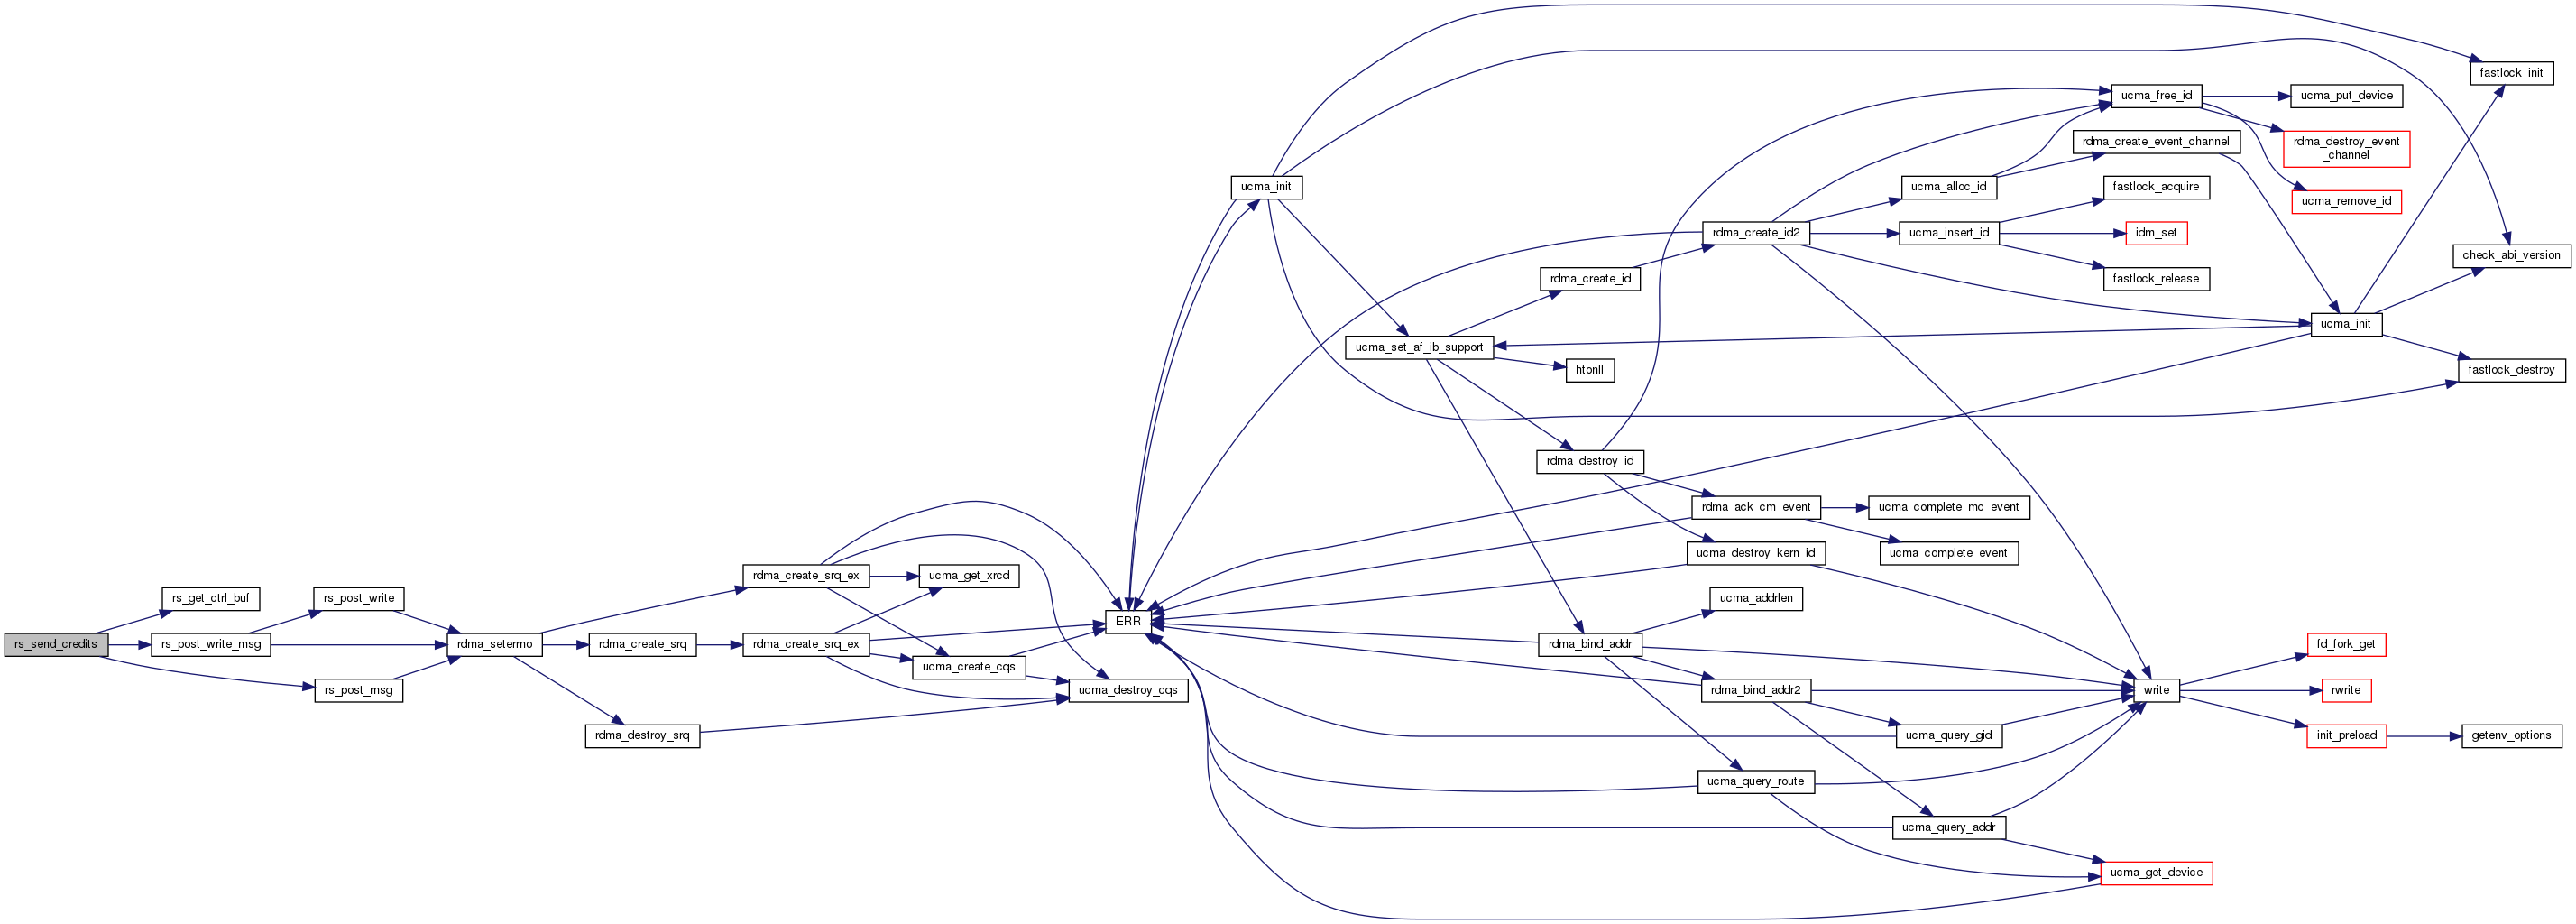 rs_send_credits
rs_get_ctrl_buf
rs_post_write_msg
rs_post_write
rs_post_msg
rdma_seterrno
rdma_create_srq
rdma_destroy_srq
rdma_create_srq_ex
rdma_create_srq_ex
ucma_get_xrcd
ucma_create_cqs
ucma_destroy_cqs
ERR
ucma_init
ucma_set_af_ib_support
rdma_create_id
htonll
rdma_destroy_id
rdma_bind_addr
rdma_create_id2
rdma_ack_cm_event
ucma_destroy_kern_id
ucma_addrlen
rdma_bind_addr2
ucma_query_route
ucma_alloc_id
ucma_insert_id
ucma_complete_mc_event
ucma_complete_event
ucma_query_gid
ucma_query_addr
ucma_free_id
rdma_create_event_channel
fastlock_acquire
idm_set
fastlock_release
write
ucma_get_device
ucma_put_device
rdma_destroy_event
_channel
ucma_remove_id
ucma_init
fd_fork_get
rwrite
init_preload
fastlock_init
check_abi_version
fastlock_destroy
getenv_options